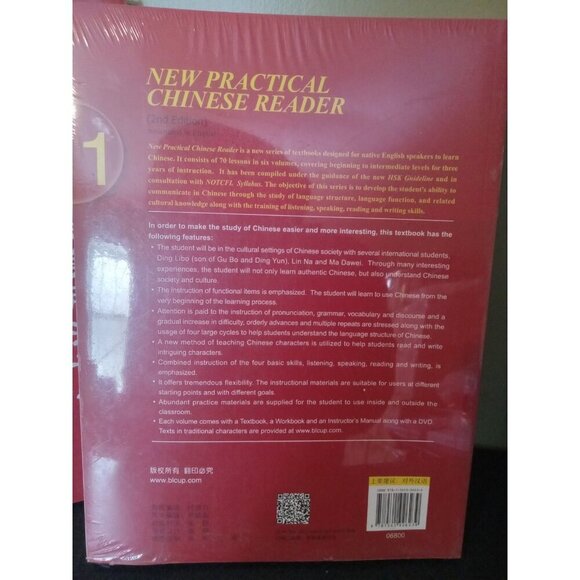 NEW PRACTICAL
CHINESE READER
(2nd Edition)
1
New Practical Chinese Reader is a new series of textbooks designed for native English speakers to learn
Chinese. It consists of 70 lessons in six volumes, covering beginning to intermediate levels for three
years of instruction. It has been compiled under the guidance of the new HSK Guideline and in
consultation with NOTCFL Syllabus. The objective of this series is to develop the student's ability to
communicate in Chinese through the study of language structure, language function, and related
cultural knowledge along with the training of listening, speaking, reading and writing skills.
In order to make the study of Chinese easier and more interesting, this textbook has the
following features:
• The student will be in the cultural settings of Chinese society with several international students,
Ding Libo (son of Gu Bo and Ding Yun), Lin Na and Ma Dawei. Through many interesting
experiences, the student will not only learn authentic Chinese, but also understand Chinese
society and culture.
• The instruction of functional items is emphasized. The student will learn to use Chinese from the
very beginning of the learning process.
• Attention is paid to the instruction of pronunciation, grammar, vocabulary and discourse and a
gradual increase in difficulty, orderly advances and multiple repeats are stressed along with the
usage of four large cycles to help students understand the language structure of Chinese.
• A new method of teaching Chinese characters is utilized to help students read and write
intriguing characters.
• Combined instruction of the four basic skills, listening, speaking, reading and writing, is
emphasized.
• It offers tremendous flexibility. The instructional materials are suitable for users at different
starting points and with different goals.
• Abundant practice materials are supplied for the student to use inside and outside the
classroom.
• Each volume comes with a Textbook, a Workbook and an Instructor's Manual along with a DVD.
Texts in traditional characters are provided at www.blcup.com.
版权所有 翻印必究
www.blcup.com
上架建议：对外汉语
06800